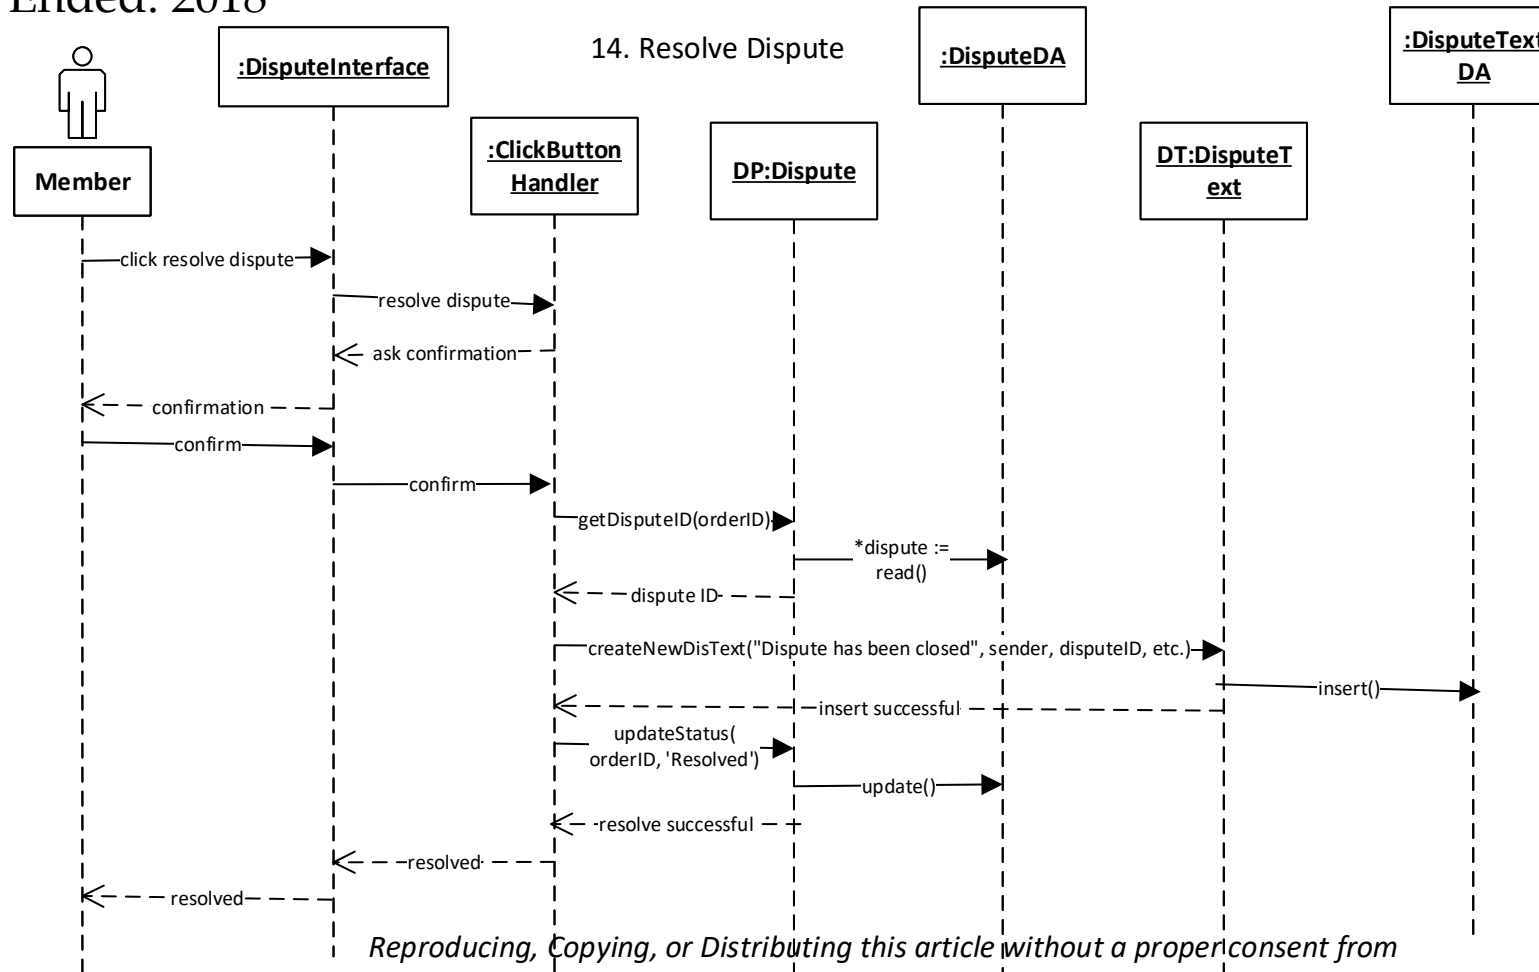 Ended: 2018
14. Resolve Dispute
:DisputeInterface
:DisputeDA
:DisputeText
DA
:ClickButton
Handler
DP:Dispute
DT:DisputeT
ext
Member
click resolve dispute
resolve dispute
ask confirmation
confirmation
confirm
confirm
getDisputeID(orderID)
*dispute :=
read()
dispute ID
createNewDisText("Dispute has been closed", sender, disputeID, etc.)
insert()
insert successful
updateStatus(
orderID, 'Resolved')
update()
resolve successful
resolved
resolved
Reproducing, Copying, or Distributing this article without a proper consent from